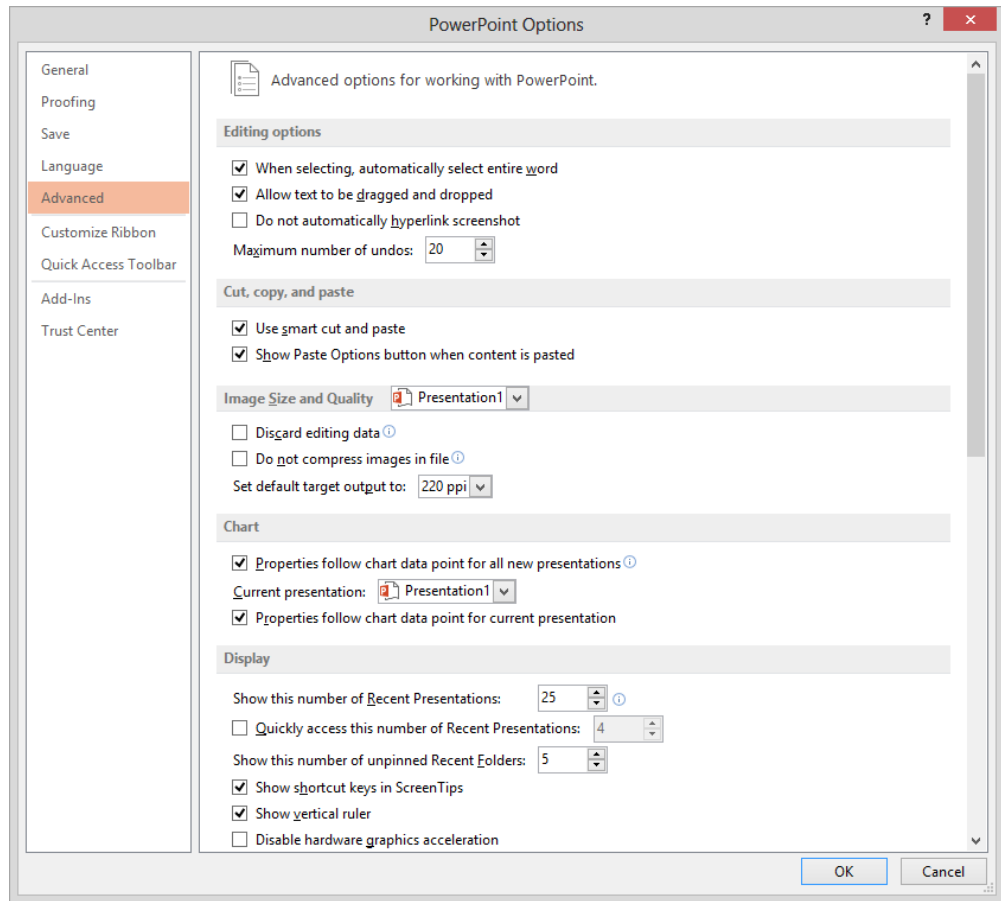 PowerPoint Options
?
General
Proofing
Save
Language
Advanced
Customize Ribbon
Quick Access Toolbar
Add-Ins
Trust Center
Advanced options for working with PowerPoint.
Editing options
When selecting, automatically select entire word
Allow text to be dragged and dropped
Do not automatically hyperlink screenshot
Maximum number of undos: 20
Cut, copy, and paste
Use smart cut and paste
Show Paste Options button when content is pasted
Image Size and Quality Presentation1
Discard editing data
Do not compress images in file
Set default target output to: 220 ppi
Chart
Properties follow chart data point for all new presentations
Current presentation: Presentation1
Properties follow chart data point for current presentation
Display
Show this number of Recent Presentations: 25
Quickly access this number of Recent Presentations: 4
Show this number of unpinned Recent Folders: 5
Show shortcut keys in ScreenTips
Show vertical ruler
Disable hardware graphics acceleration
OK Cancel